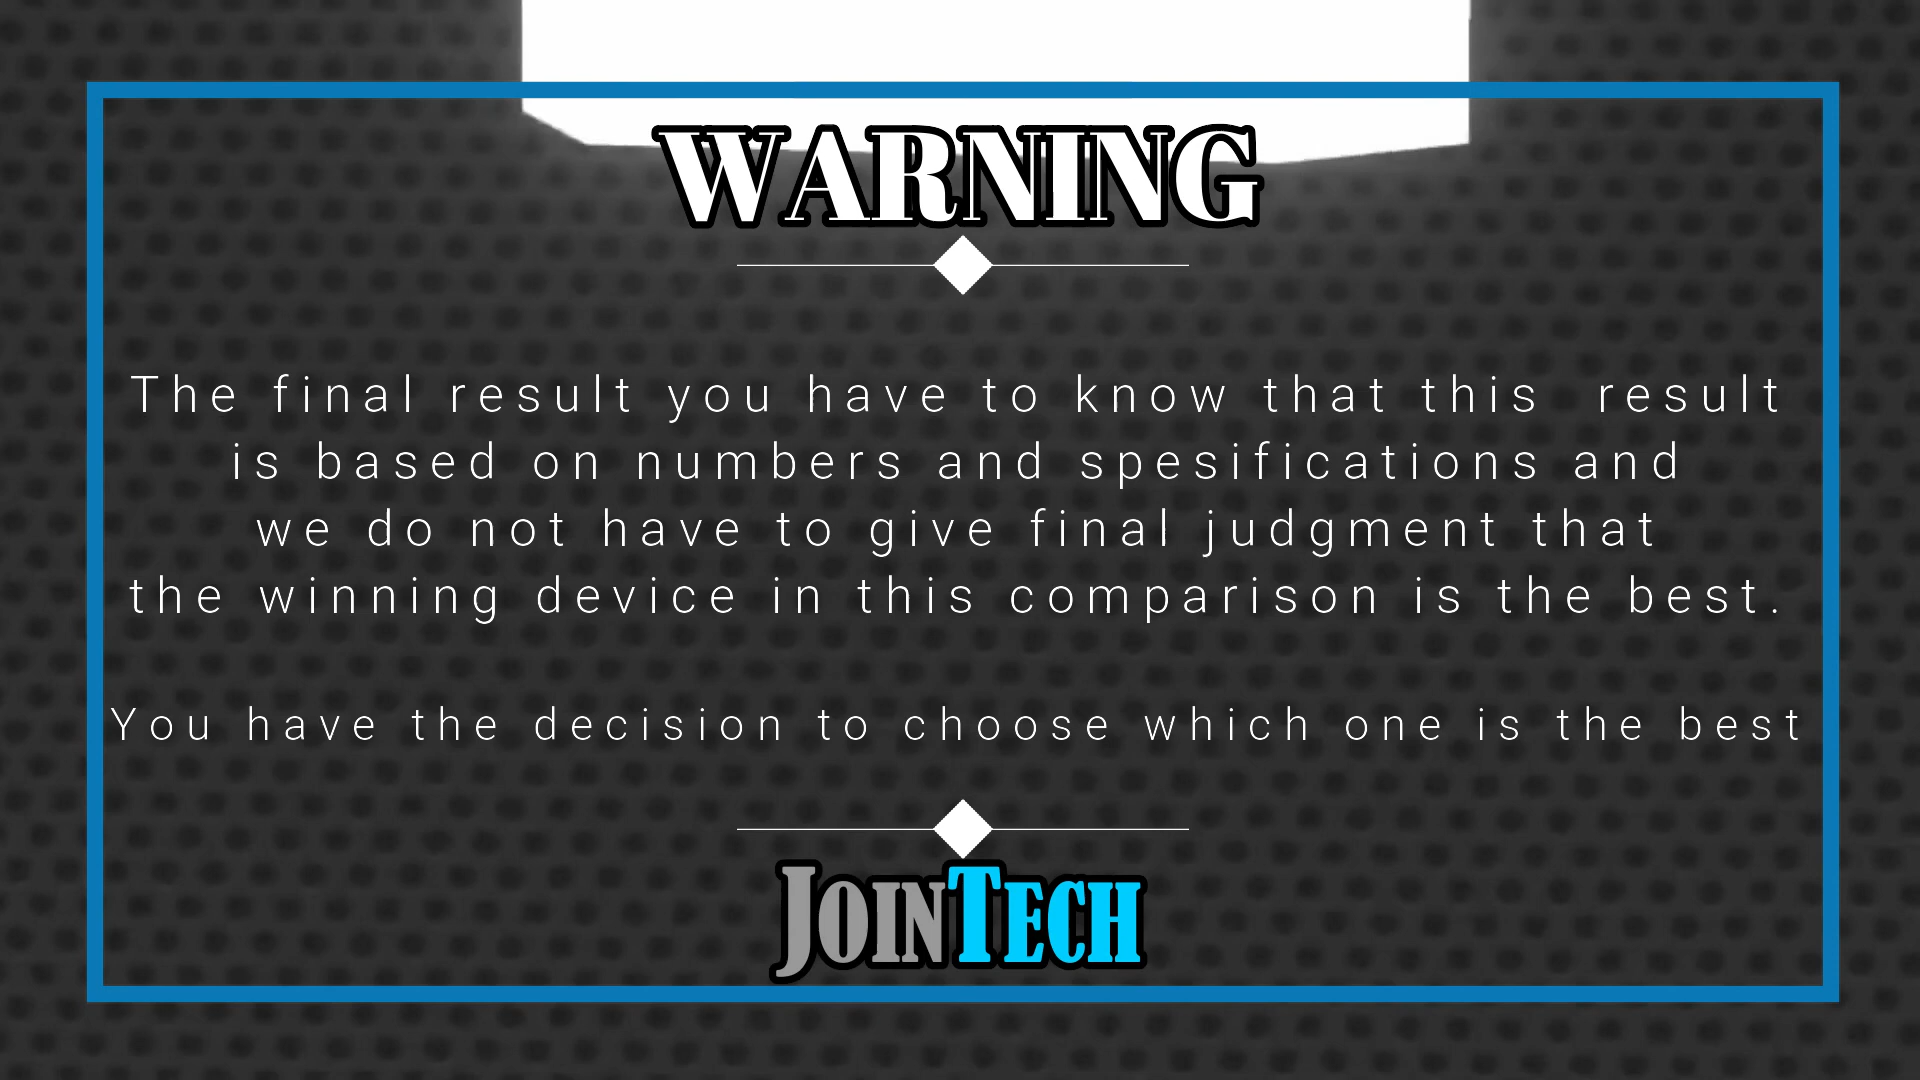 WARNING
The final result you have to know that this result
is based on numbers and spesifications and
we do not have to give final judgment that
the winning device in this comparison is the best.
You have the decision to choose which one is the best
JOINTECH